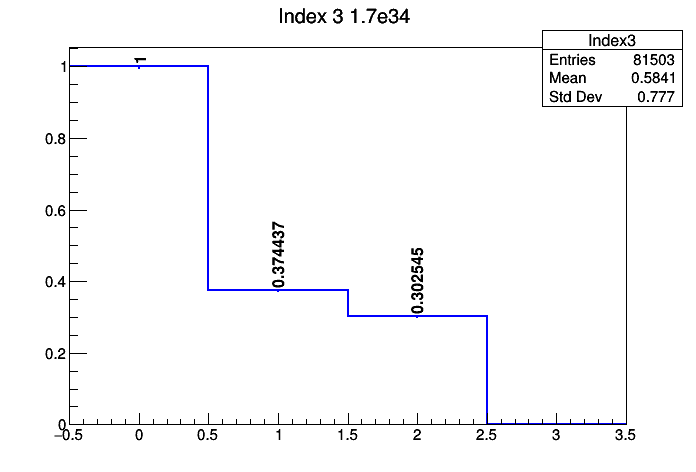 Index 3 1.7e34
Index3
Entries 81503
Mean 0.5841
Std Dev 0.777
1
0.8
0.6
0.4
0.2
0
1
0.374437
0.302545
−0.5 0 0.5 1 1.5 2 2.5 3 3.5